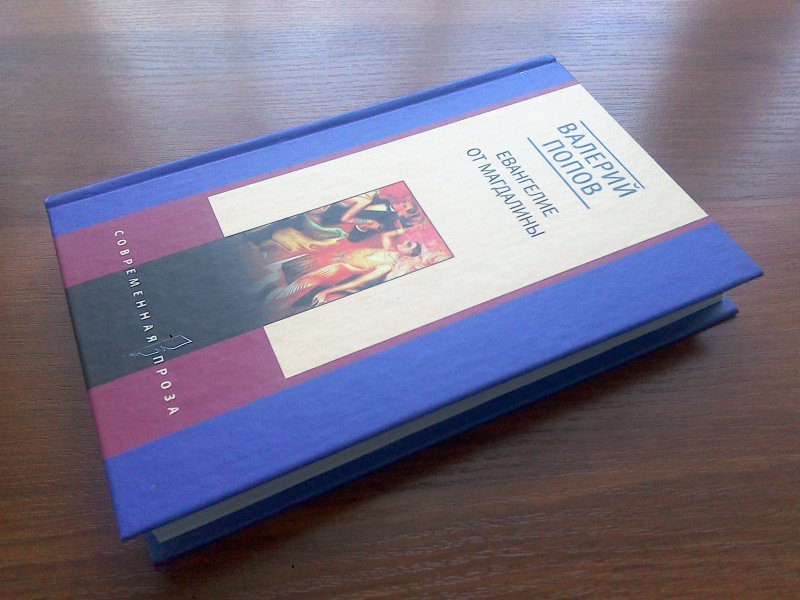 ВАЛЕРИЙ
ПОПОВ
ЕВАНГЕЛИЕ
ОТ МАГДАЛИНЫ
СОВРЕМЕННАЯ ПРОЗА